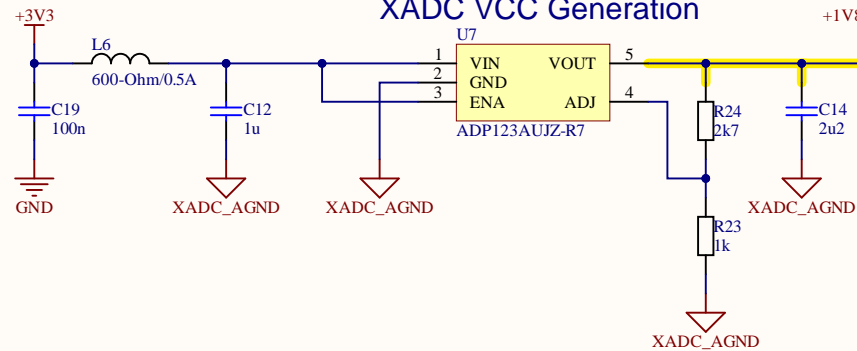 XADC VCC Generation
+3V3
+1V8
L6
600-Ohm/0.5A
U7
1
VIN
VOUT
5
2
GND
3
ENA
ADJ
4
ADP123AUJZ-R7
C19
100n
C12
1u
R24
2k7
C14
2u2
GND
XADC_AGND
XADC_AGND
XADC_AGND
R23
1k
XADC_AGND